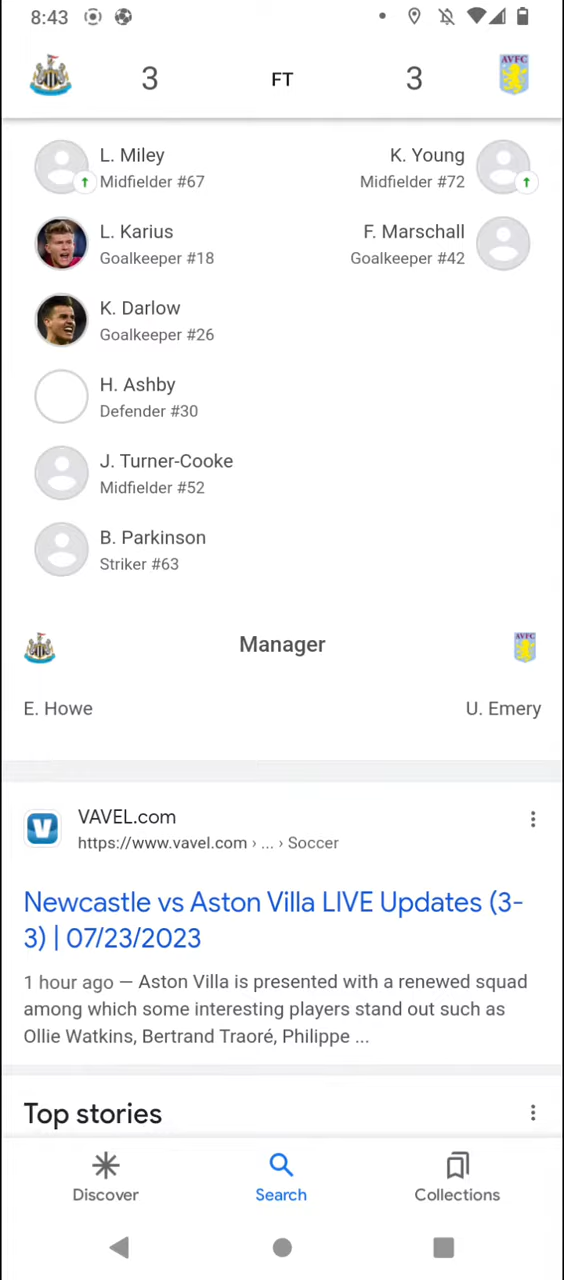 8:43
3 FT 3
AVFC
L. Miley
Midfielder #67
K. Young
Midfielder #72
L. Karius
Goalkeeper #18
F. Marschall
Goalkeeper #42
K. Darlow
Goalkeeper #26
H. Ashby
Defender #30
J. Turner-Cooke
Midfielder #52
B. Parkinson
Striker #63
Manager
AVFC
E. Howe
U. Emery
V
VAVEL.com
https://www.vavel.com › ... › Soccer
Newcastle vs Aston Villa LIVE Updates (3-
3) | 07/23/2023
1 hour ago — Aston Villa is presented with a renewed squad
among which some interesting players stand out such as
Ollie Watkins, Bertrand Traoré, Philippe ...
Top stories
Discover
Search
Collections